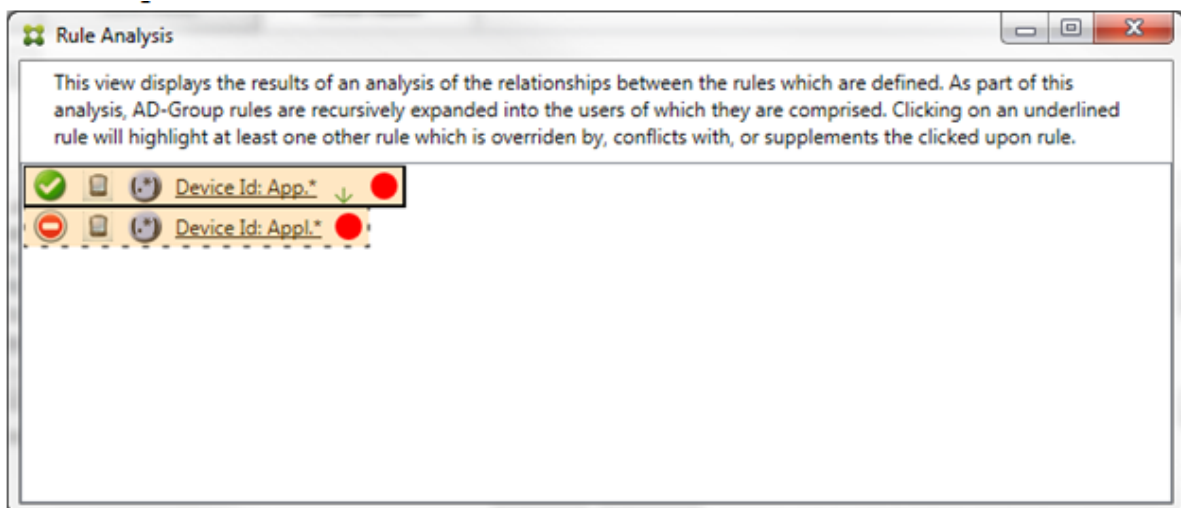 Rule Analysis
This view displays the results of an analysis of the relationships between the rules which are defined. As part of this
analysis, AD-Group rules are recursively expanded into the users of which they are comprised. Clicking on an underlined
rule will highlight at least one other rule which is overriden by, conflicts with, or supplements the clicked upon rule.
(.*) Device Id: App.*
(.*) Device Id: Appl.*